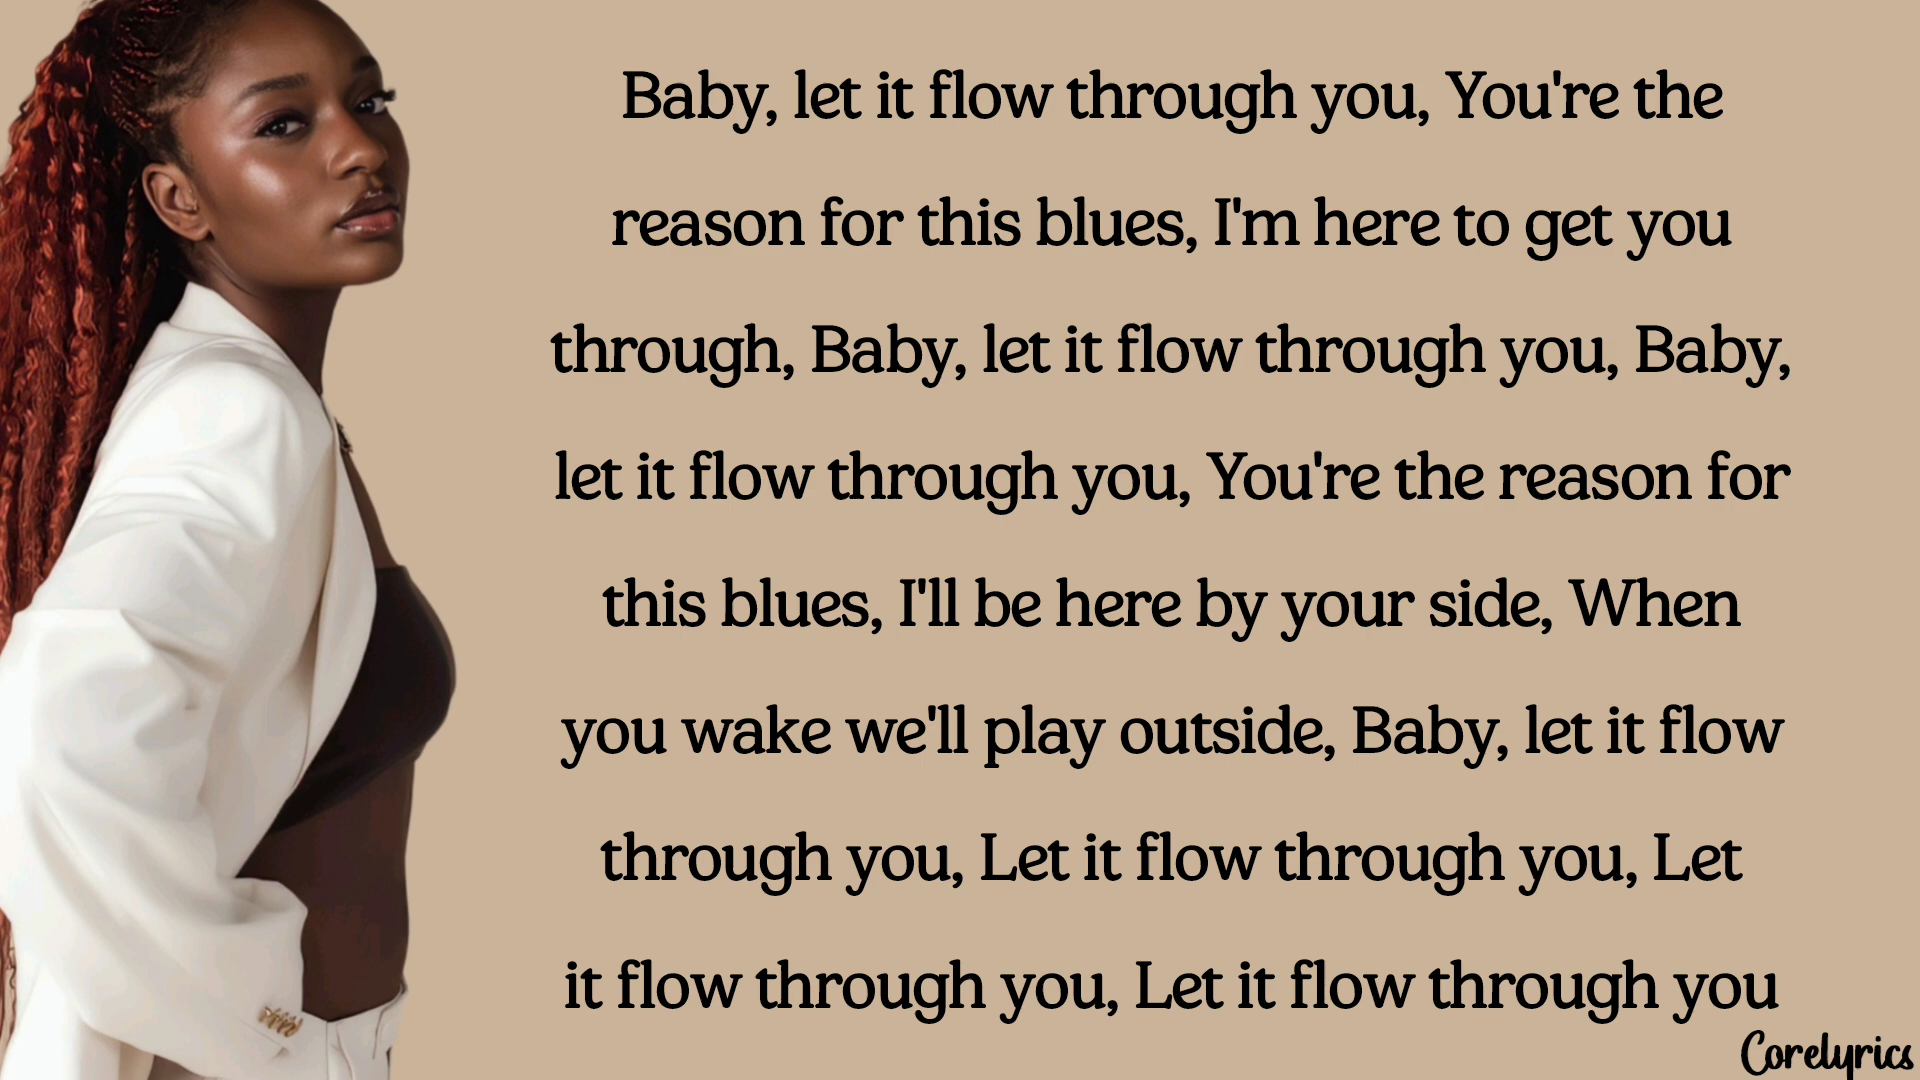 Baby, let it flow through you, You're the
reason for this blues, I'm here to get you
through, Baby, let it flow through you, Baby,
let it flow through you, You're the reason for
this blues, I'll be here by your side, When
you wake we'll play outside, Baby, let it flow
through you, Let it flow through you, Let
it flow through you, Let it flow through you
Corelyrics